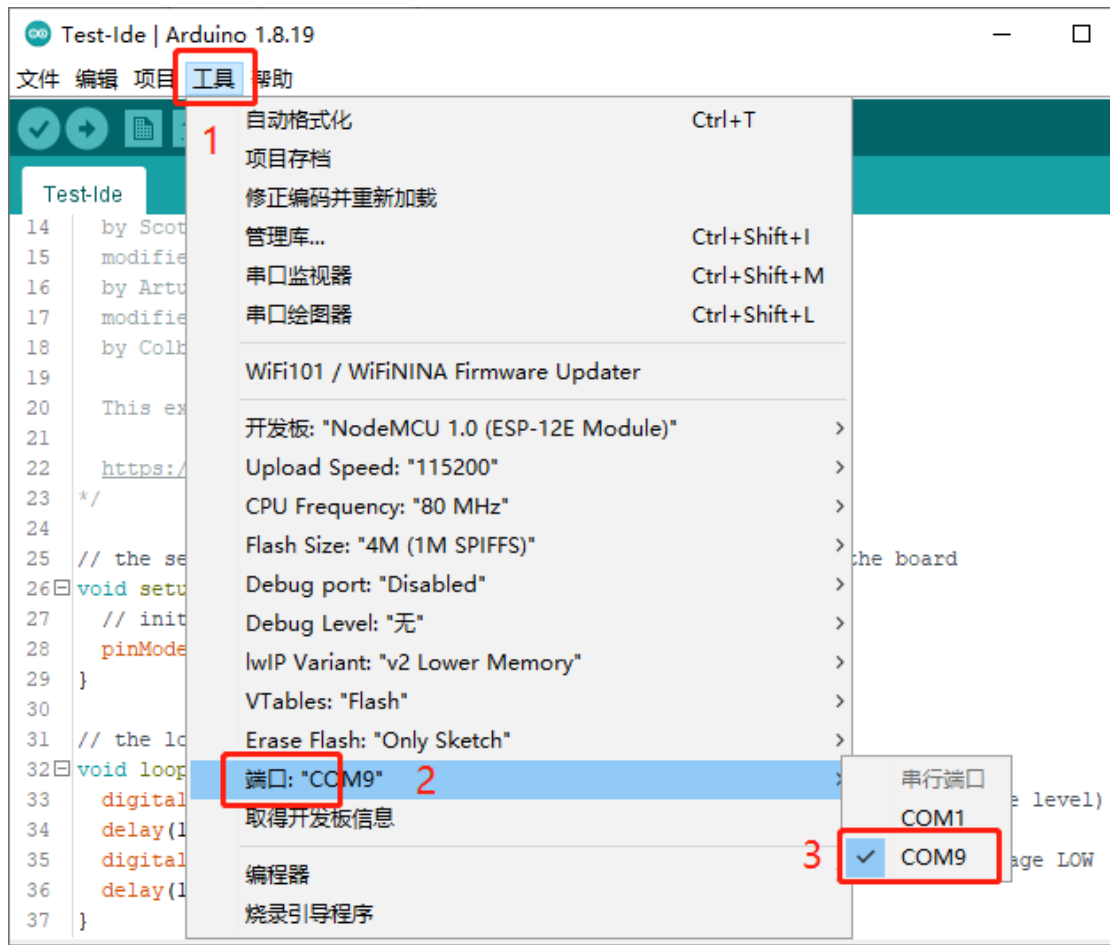 Test-Ide | Arduino 1.8.19
文件 编辑 项目 工具 帮助
1
自动格式化 Ctrl+T
项目存档
修正编码并重新加载
管理库... Ctrl+Shift+I
串口监视器 Ctrl+Shift+M
串口绘图器 Ctrl+Shift+L
WiFi101 / WiFiNINA Firmware Updater
开发板: "NodeMCU 1.0 (ESP-12E Module)"
Upload Speed: "115200"
CPU Frequency: "80 MHz"
Flash Size: "4M (1M SPIFFS)"
Debug port: "Disabled"
Debug Level: "无"
lwIP Variant: "v2 Lower Memory"
VTables: "Flash"
Erase Flash: "Only Sketch"
端口: "COM9" 2
取得开发板信息
编程器
烧录引导程序
串行端口
COM1
3 COM9
Test-Ide
14 by Scot
15 modifie
16 by Artu
17 modifie
18 by Colb
19
20 This ex
21
22 https:/
23 */
24
25 // the se the board
26 void setu
27 // init
28 pinMode
29 }
30
31 // the lo
32 void loop
33 digital e level)
34 delay(1
35 digital age LOW
36 delay(1
37 }